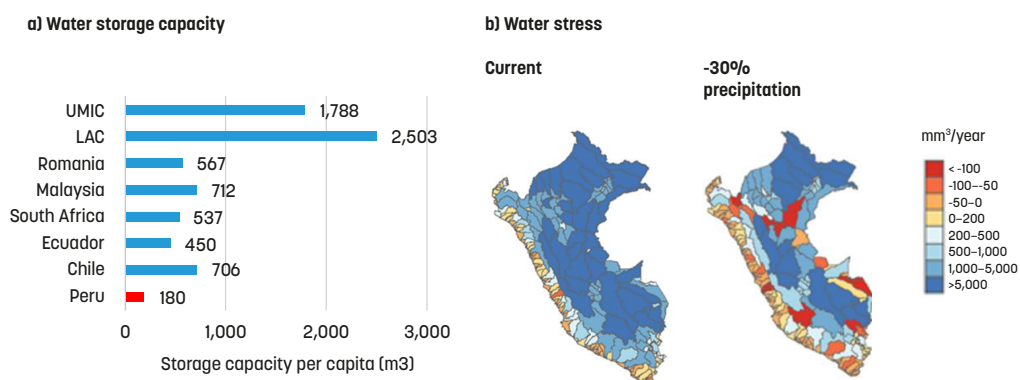 a) Water storage capacity
UMIC 1,788
LAC 2,503
Romania 567
Malaysia 712
South Africa 537
Ecuador 450
Chile 706
Peru 180
0 1,000 2,000 3,000
Storage capacity per capita (m3)
b) Water stress
Current
-30%
precipitation
mm³/year
<-100
-100--50
-50-0
0–200
200–500
500–1,000
1,000–5,000
>5,000